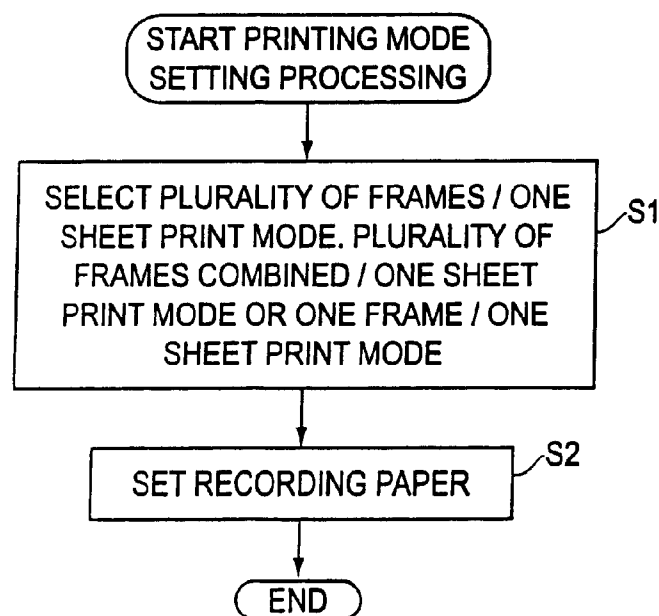 START PRINTING MODE
SETTING PROCESSING
SELECT PLURALITY OF FRAMES / ONE
SHEET PRINT MODE. PLURALITY OF
FRAMES COMBINED / ONE SHEET
PRINT MODE OR ONE FRAME / ONE
SHEET PRINT MODE
S1
SET RECORDING PAPER
S2
END